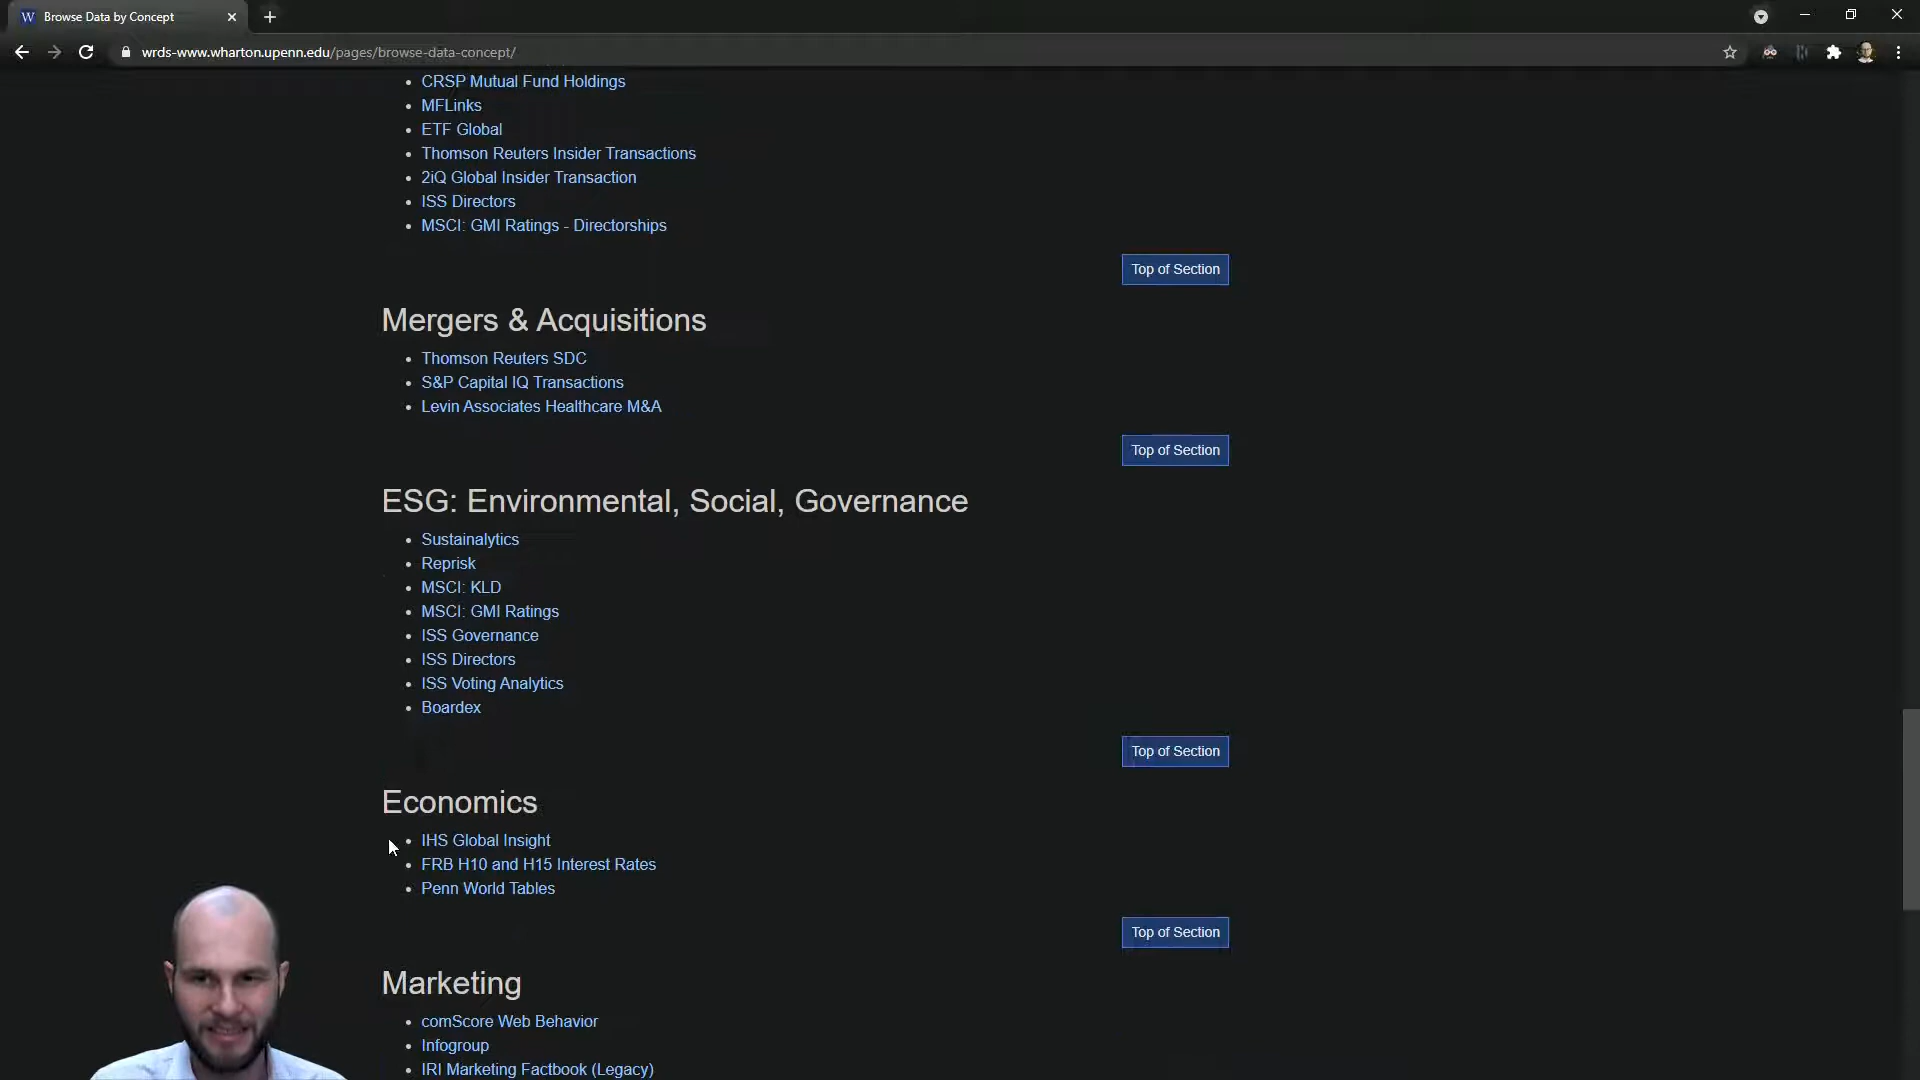 W Browse Data by Concept
wrds-www.wharton.upenn.edu/pages/browse-data-concept/
CRSP Mutual Fund Holdings
MFLinks
ETF Global
Thomson Reuters Insider Transactions
2iQ Global Insider Transaction
ISS Directors
MSCI: GMI Ratings - Directorships
Top of Section
Mergers & Acquisitions
Thomson Reuters SDC
S&P Capital IQ Transactions
Levin Associates Healthcare M&A
Top of Section
ESG: Environmental, Social, Governance
Sustainalytics
Reprisk
MSCI: KLD
MSCI: GMI Ratings
ISS Governance
ISS Directors
ISS Voting Analytics
Boardex
Top of Section
Economics
IHS Global Insight
FRB H10 and H15 Interest Rates
Penn World Tables
Top of Section
Marketing
comScore Web Behavior
Infogroup
IRI Marketing Factbook (Legacy)